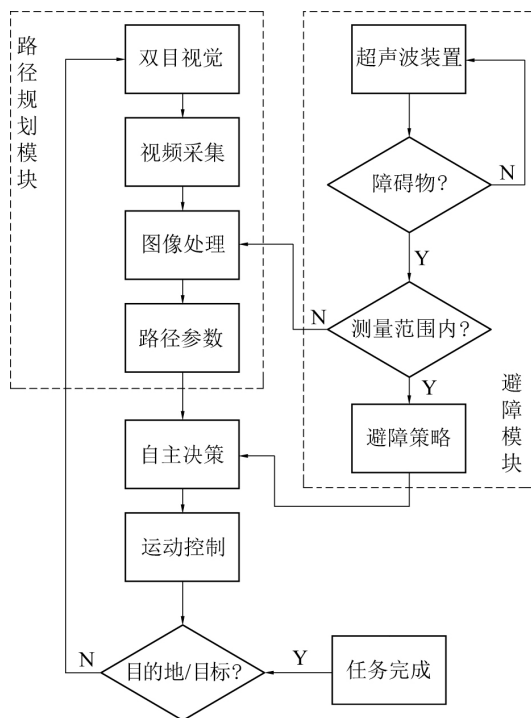 路径规划模块
双目视觉
视频采集
图像处理
路径参数
自主决策
运动控制
目的地/目标?
N
Y
任务完成
超声波装置
障碍物?
N
Y
测量范围内?
N
Y
避障策略
避障模块